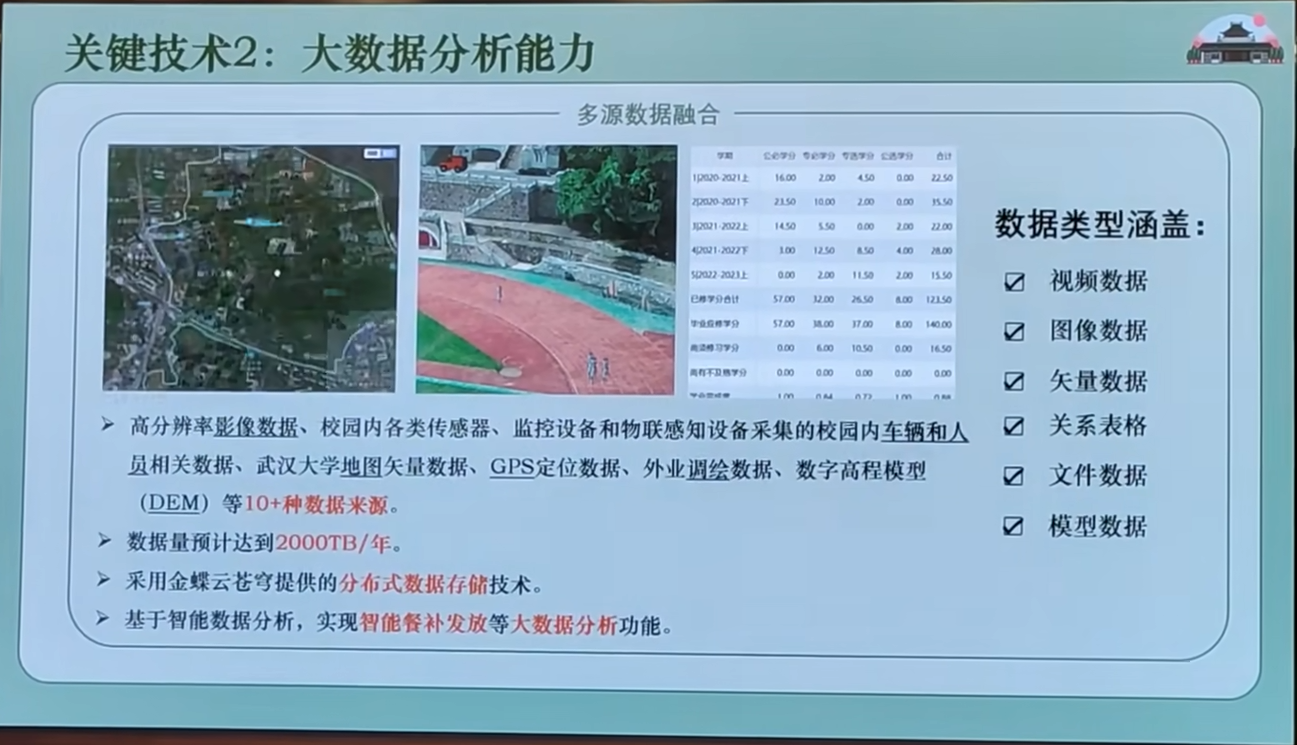 关键技术2：大数据分析能力
多源数据融合
学期 公必学分 专必学分 专选学分 公选学分 合计
1|2020-2021上 16.00 2.00 4.50 0.00 22.50
2|2020-2021下 23.50 10.00 2.00 0.00 35.50
3|2021-2022上 14.50 5.50 0.00 2.00 22.00
4|2021-2022下 3.00 12.50 8.50 4.00 28.00
5|2022-2023上 0.00 2.00 11.50 2.00 15.50
已修学分合计 57.00 32.00 26.50 8.00 123.50
毕业应修学分 57.00 38.00 37.00 8.00 140.00
尚须修习学分 0.00 6.00 10.50 0.00 16.50
尚有不及格学分 0.00 0.00 0.00 0.00 0.00
学业完成度 1.00 0.84 0.72 1.00 0.88
数据类型涵盖：
视频数据
图像数据
矢量数据
关系表格
文件数据
模型数据
高分辨率影像数据、校园内各类传感器、监控设备和物联感知设备采集的校园内车辆和人
员相关数据、武汉大学地图矢量数据、GPS定位数据、外业调绘数据、数字高程模型
（DEM）等10+种数据来源。
数据量预计达到2000TB/年。
采用金蝶云苍穹提供的分布式数据存储技术。
基于智能数据分析，实现智能餐补发放等大数据分析功能。